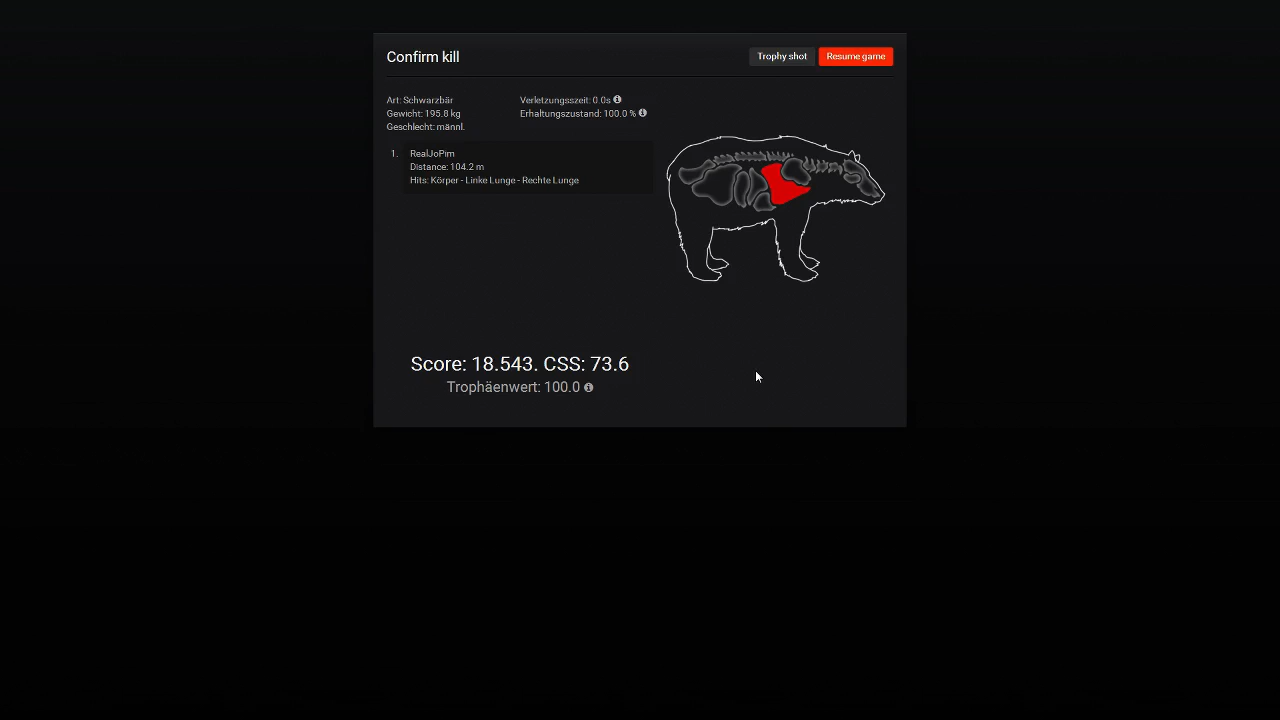 Confirm kill
Trophy shot
Resume game
Art: Schwarzbär
Gewicht: 195.8 kg
Geschlecht: männl.
Verletzungsszeit: 0.0s
Erhaltungszustand: 100.0 %
1. RealJoPim
Distance: 104.2 m
Hits: Körper - Linke Lunge - Rechte Lunge
Score: 18.543. CSS: 73.6
Trophäenwert: 100.0